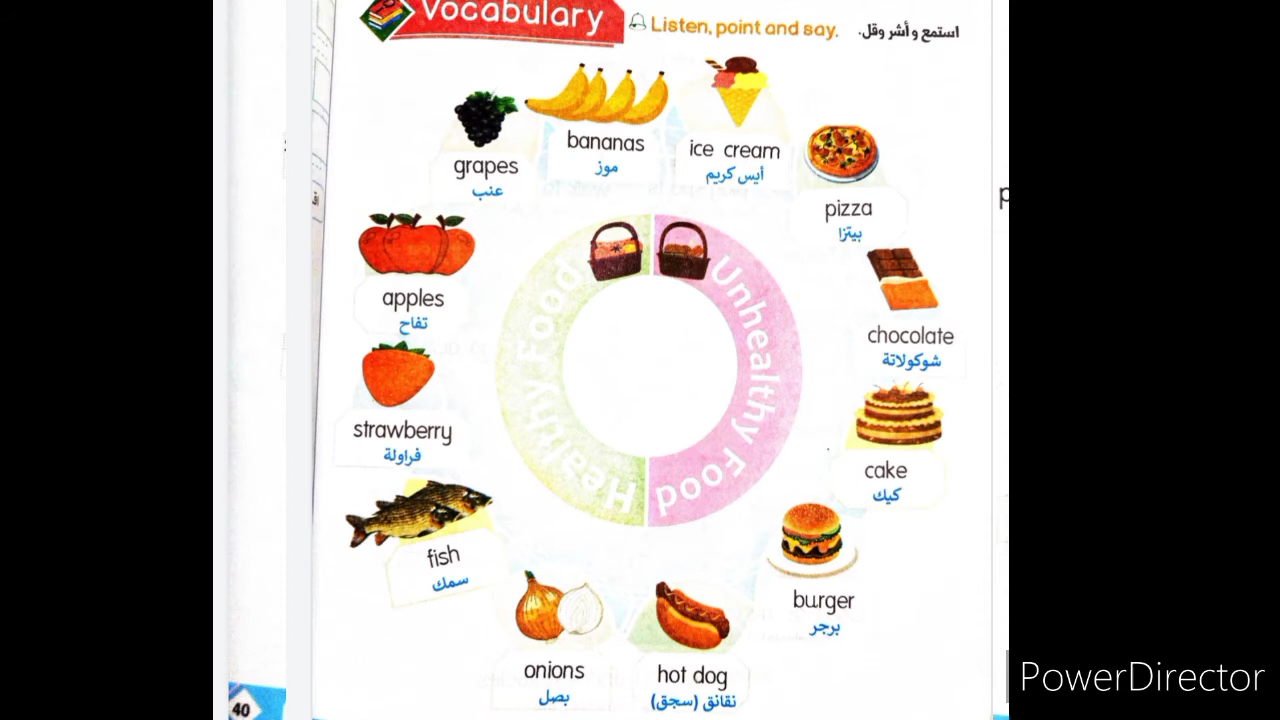 Vocabulary
Listen, point and say.
استمع و أشر وقل.
grapes
عنب
bananas
موز
ice cream
أيس كريم
pizza
بيتزا
apples
تفاح
chocolate
شوكولاتة
strawberry
فراولة
cake
كيك
fish
سمك
burger
برجر
onions
بصل
hot dog
نقانق (سجق)
Healthy Food
Unhealthy Food
40
PowerDirector